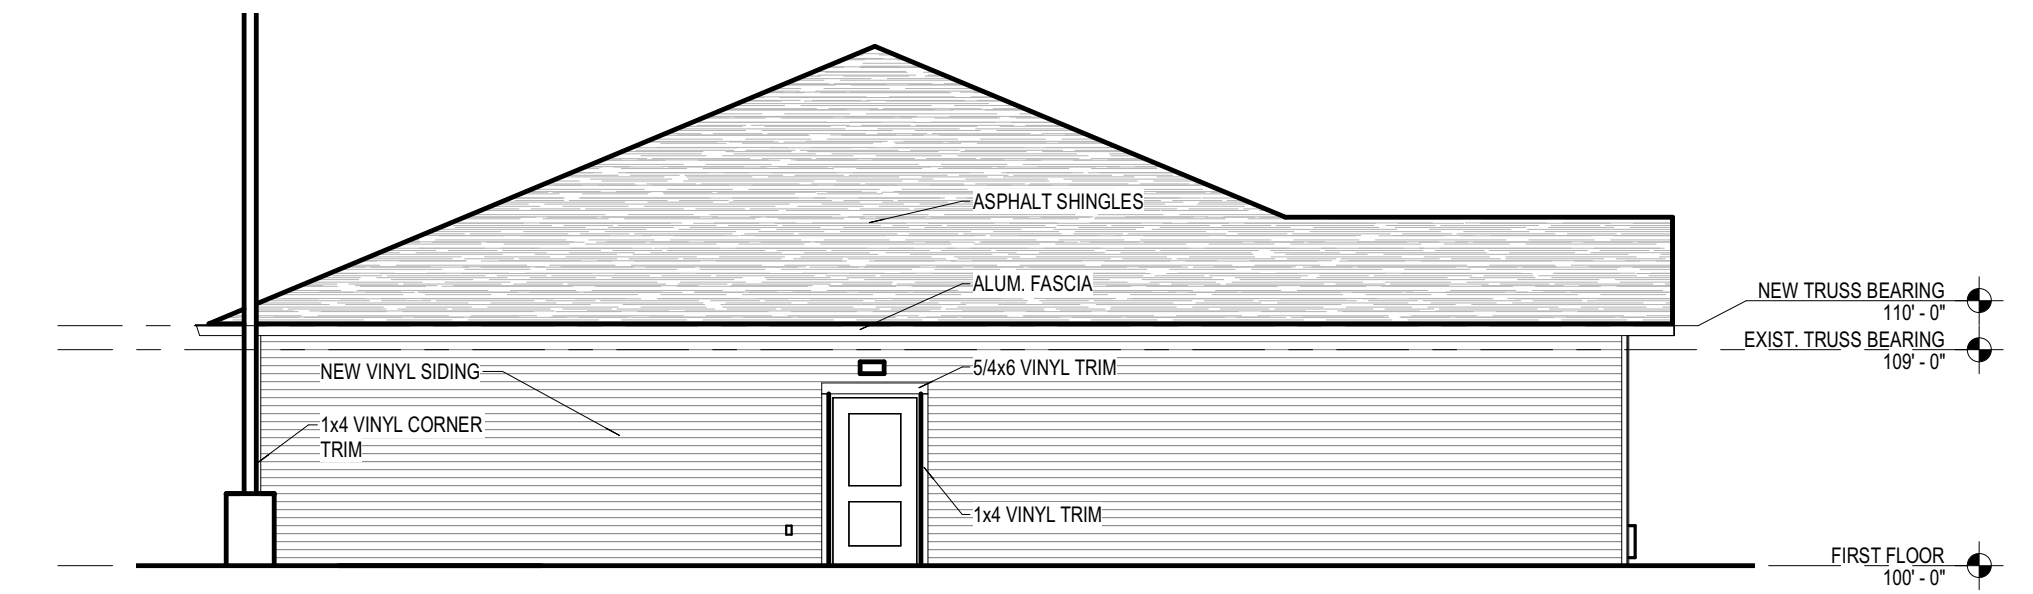 ASPHALT SHINGLES
ALUM. FASCIA
NEW TRUSS BEARING
110' - 0"
EXIST. TRUSS BEARING
109' - 0"
5/4x6 VINYL TRIM
NEW VINYL SIDING
1x4 VINYL CORNER
TRIM
1x4 VINYL TRIM
FIRST FLOOR
100' - 0"